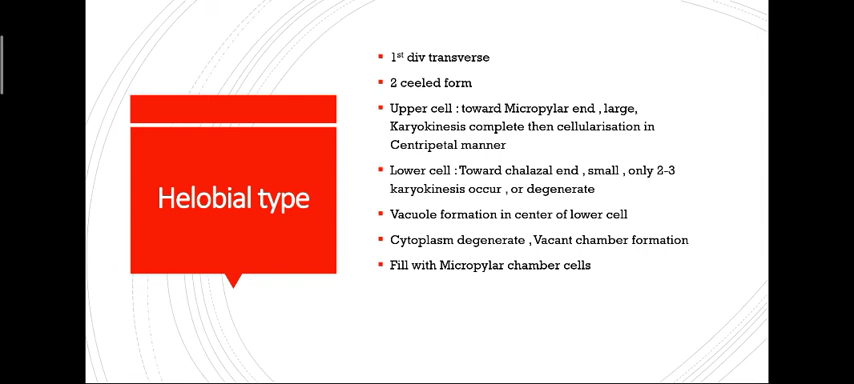 Helobial type
1st div transverse
2 ceeled form
Upper cell : toward Micropylar end , large,
Karyokinesis complete then cellularisation in
Centripetal manner
Lower cell : Toward chalazal end , small , only 2-3
karyokinesis occur , or degenerate
Vacuole formation in center of lower cell
Cytoplasm degenerate , Vacant chamber formation
Fill with Micropylar chamber cells